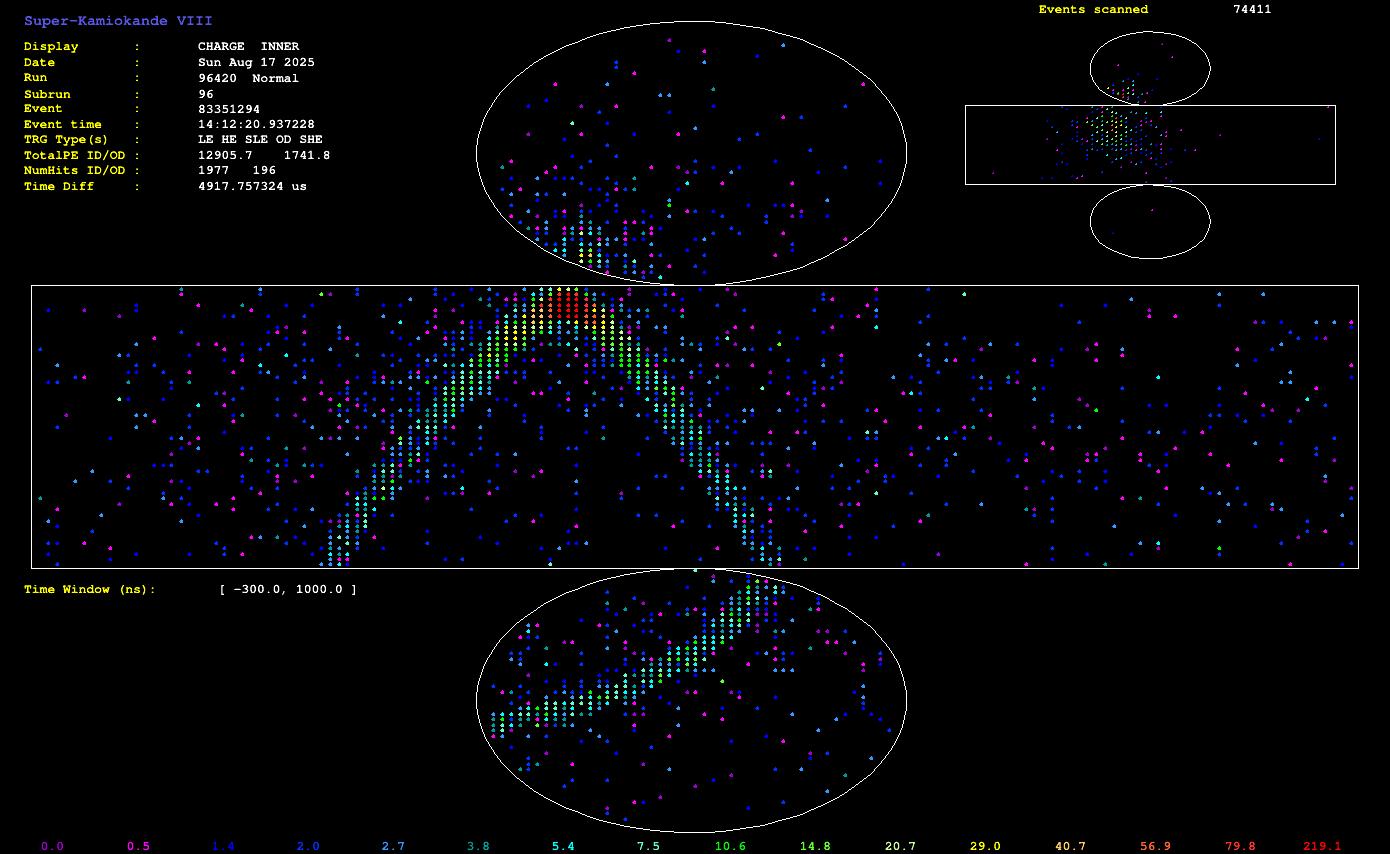 Super-Kamiokande VIII
Events scanned 74411
Display : CHARGE INNER
Date : Sun Aug 17 2025
Run : 96420 Normal
Subrun : 96
Event : 83351294
Event time : 14:12:20.937228
TRG Type(s) : LE HE SLE OD SHE
TotalPE ID/OD : 12905.7 1741.8
NumHits ID/OD : 1977 196
Time Diff : 4917.757324 us
Time Window (ns): [ -300.0, 1000.0 ]
0.0 0.5 1.4 2.0 2.7 3.8 5.4 7.5 10.6 14.8 20.7 29.0 40.7 56.9 79.8 219.1